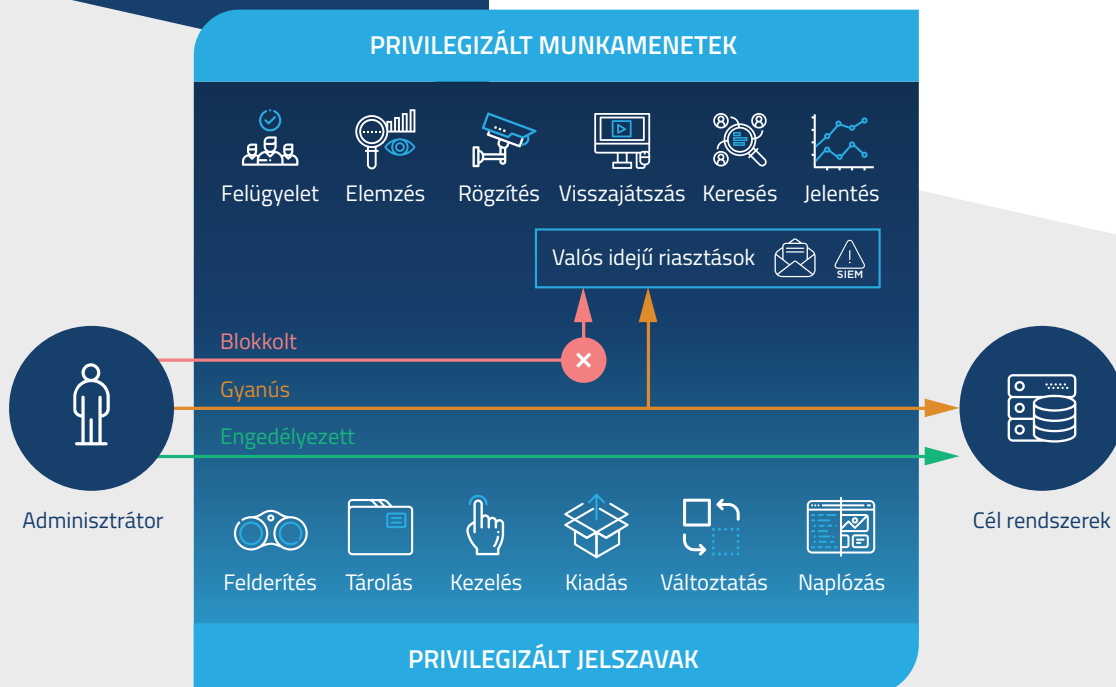 PRIVILEGIZÁLT MUNKAMENETEK
Felügyelet Elemzés Rögzítés Visszajátszás Keresés Jelentés
Valós idejű riasztások SIEM
Blokkolt
Gyanús
Engedélyezett
Adminisztrátor
Cél rendszerek
Felderítés Tárolás Kezelés Kiadás Változtatás Naplózás
PRIVILEGIZÁLT JELSZAVAK